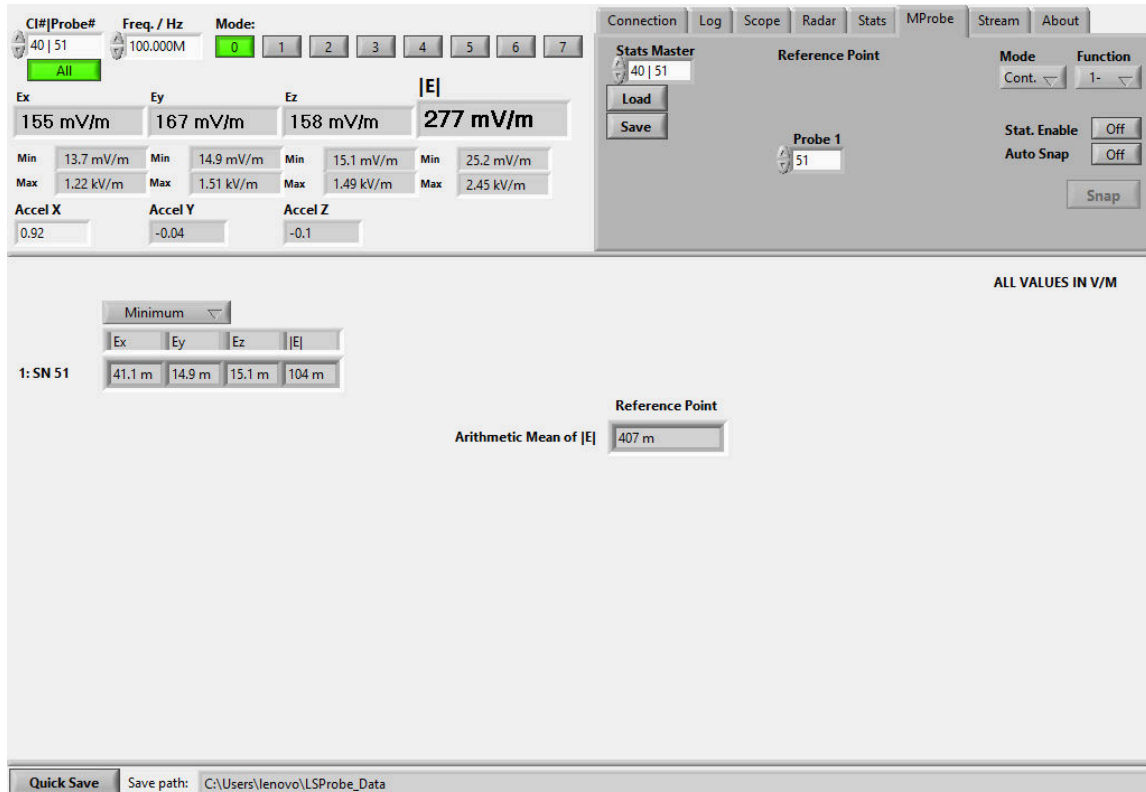 CI#|Probe# Freq. / Hz Mode:
40 | 51 100.000M 0 1 2 3 4 5 6 7
All
Ex Ey Ez |E|
155 mV/m 167 mV/m 158 mV/m 277 mV/m
Min 13.7 mV/m Min 14.9 mV/m Min 15.1 mV/m Min 25.2 mV/m
Max 1.22 kV/m Max 1.51 kV/m Max 1.49 kV/m Max 2.45 kV/m
Accel X Accel Y Accel Z
0.92 -0.04 -0.1
Connection Log Scope Radar Stats MProbe Stream About
Stats Master Reference Point Mode Function
40 | 51 Cont. 1-
Load
Save
Probe 1
51
Stat. Enable Off
Auto Snap Off
Snap
ALL VALUES IN V/M
Minimum
Ex Ey Ez |E|
1: SN 51 41.1 m 14.9 m 15.1 m 104 m
Reference Point
Arithmetic Mean of |E| 407 m
Quick Save Save path: C:\Users\lenovo\LSProbe_Data